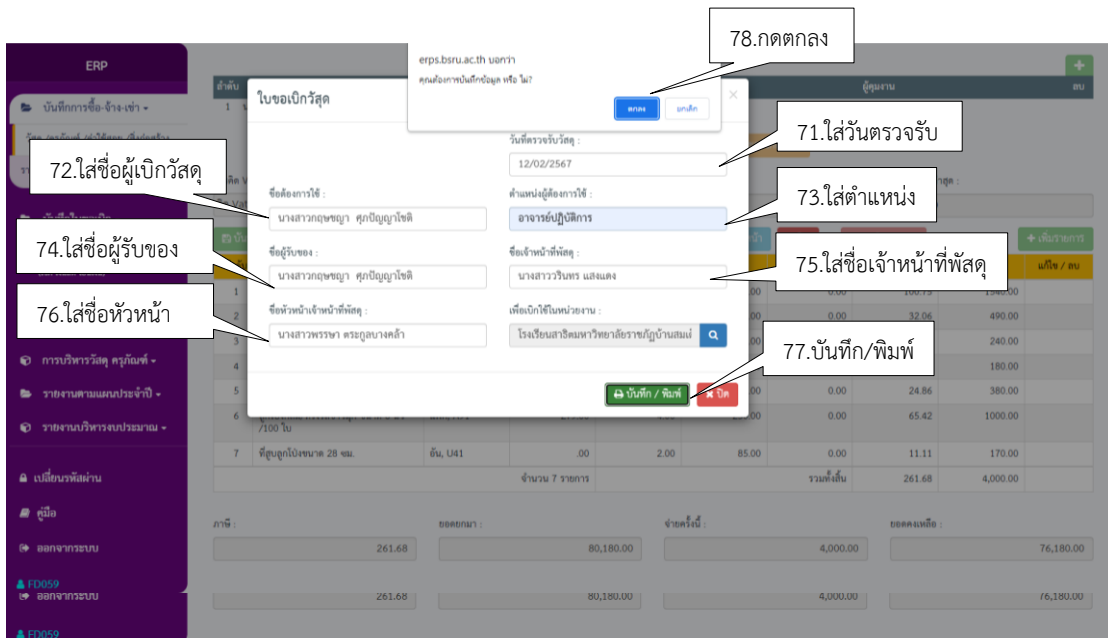 78.กดตกลง
ERP
erps.bsru.ac.th บอกว่า
คุณต้องการบันทึกข้อมูล หรือ ไม่?
ตกลง
ยกเลิก
ลำดับ
ผู้คุมงาน
ลบ
บันทึกการซื้อ-จ้าง-เช่า
1
ใบขอเบิกวัสดุ
71.ใส่วันตรวจรับ
วันที่ตรวจรับวัสดุ :
12/02/2567
72.ใส่ชื่อผู้เบิกวัสดุ
ชื่อต้องการใช้ :
ตำแหน่งผู้ต้องการใช้ :
73.ใส่ตำแหน่ง
นางสาวกฤษชญา ศุภปัญญาโชติ
อาจารย์ปฏิบัติการ
74.ใส่ชื่อผู้รับของ
ชื่อผู้รับของ :
ชื่อเจ้าหน้าที่พัสดุ :
75.ใส่ชื่อเจ้าหน้าที่พัสดุ
+ เพิ่มรายการ
นางสาวกฤษชญา ศุภปัญญาโชติ
นางสาววรินทร แสงแดง
แก้ไข / ลบ
1 0.00 100.75 1540.00
76.ใส่ชื่อหัวหน้า
ชื่อหัวหน้าเจ้าหน้าที่พัสดุ :
เพื่อเบิกใช้ในหน่วยงาน :
2 0.00 32.06 490.00
นางสาวพรรษา ตระกูลบางคล้า
โรงเรียนสาธิตมหาวิทยาลัยราชภัฏบ้านสมเ
3 240.00
77.บันทึก/พิมพ์
การบริหารวัสดุ ครุภัณฑ์
4 180.00
บันทึก / พิมพ์
ปิด
รายงานตามแผนประจำปี
5 0.00 24.86 380.00
รายงานบริหารงบประมาณ
6 0.00 65.42 1000.00
/100 ใบ
7 ที่สูบลูกโป่งขนาด 28 ซม. อัน, U41 .00 2.00 85.00 0.00 11.11 170.00
เปลี่ยนรหัสผ่าน
จำนวน 7 รายการ รวมทั้งสิ้น 261.68 4,000.00
คู่มือ
ภาษี : ยอดยกมา : จ่ายครั้งนี้ : ยอดคงเหลือ :
ออกจากระบบ
261.68 80,180.00 4,000.00 76,180.00
FD059
ออกจากระบบ
261.68 80,180.00 4,000.00 76,180.00
FD059